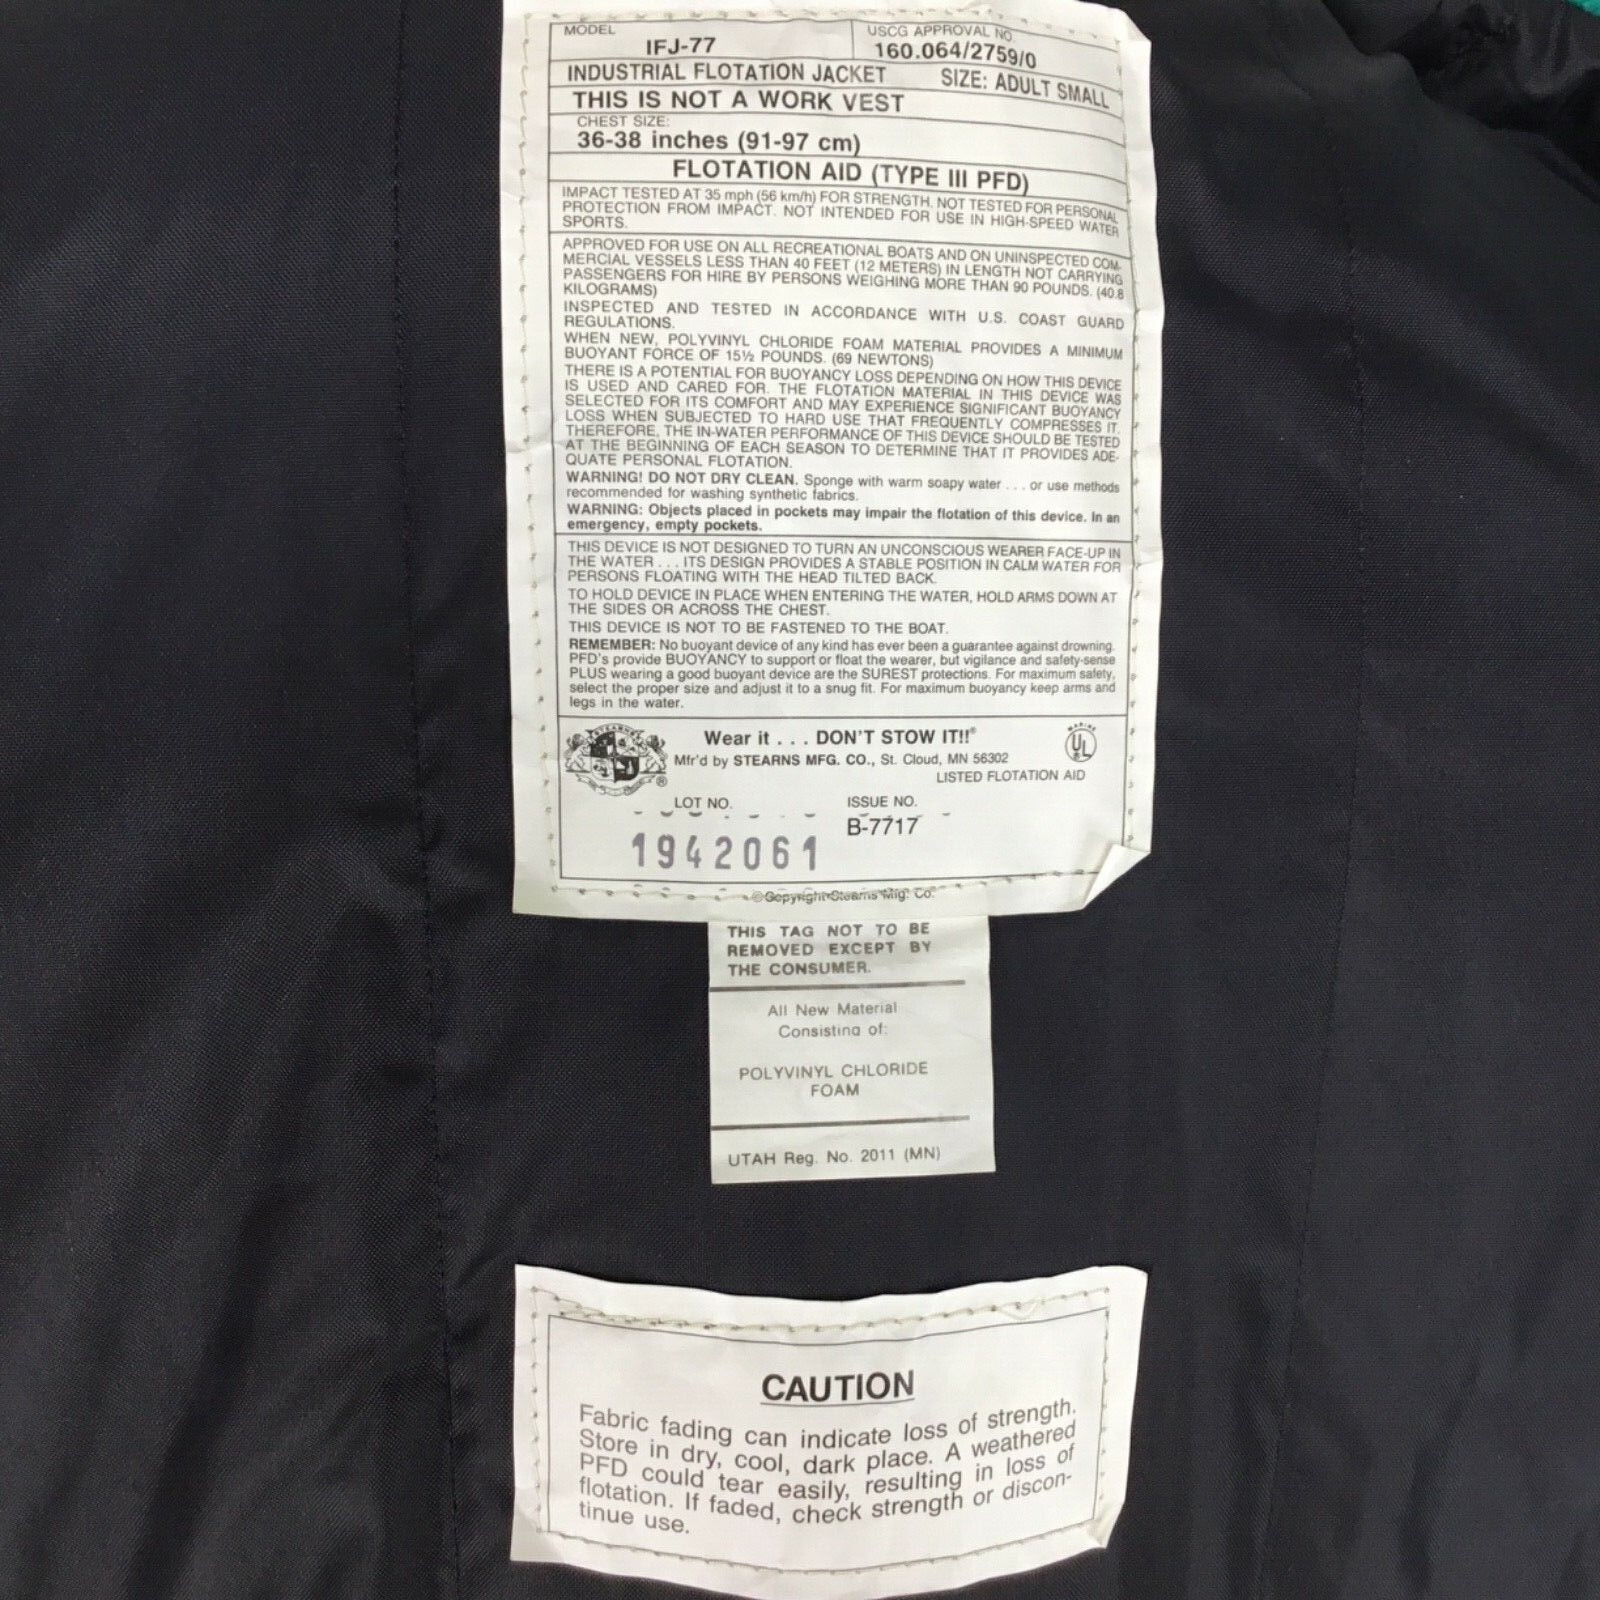 MODEL
IFJ-77
USCG APPROVAL NO.
160.064/2759/0
INDUSTRIAL FLOTATION JACKET SIZE: ADULT SMALL
THIS IS NOT A WORK VEST
CHEST SIZE:
36-38 inches (91-97 cm)
FLOTATION AID (TYPE III PFD)
IMPACT TESTED AT 35 mph (56 km/h) FOR STRENGTH. NOT TESTED FOR PERSONAL
PROTECTION FROM IMPACT. NOT INTENDED FOR USE IN HIGH-SPEED WATER
SPORTS.
APPROVED FOR USE ON ALL RECREATIONAL BOATS AND ON UNINSPECTED COM-
MERCIAL VESSELS LESS THAN 40 FEET (12 METERS) IN LENGTH NOT CARRYING
PASSENGERS FOR HIRE BY PERSONS WEIGHING MORE THAN 90 POUNDS. (40.8
KILOGRAMS)
INSPECTED AND TESTED IN ACCORDANCE WITH U.S. COAST GUARD
REGULATIONS.
WHEN NEW, POLYVINYL CHLORIDE FOAM MATERIAL PROVIDES A MINIMUM
BUOYANT FORCE OF 15½ POUNDS. (69 NEWTONS)
THERE IS A POTENTIAL FOR BUOYANCY LOSS DEPENDING ON HOW THIS DEVICE
IS USED AND CARED FOR. THE FLOTATION MATERIAL IN THIS DEVICE WAS
SELECTED FOR ITS COMFORT AND MAY EXPERIENCE SIGNIFICANT BUOYANCY
LOSS WHEN SUBJECTED TO HARD USE THAT FREQUENTLY COMPRESSES IT.
THEREFORE, THE IN-WATER PERFORMANCE OF THIS DEVICE SHOULD BE TESTED
AT THE BEGINNING OF EACH SEASON TO DETERMINE THAT IT PROVIDES ADE-
QUATE PERSONAL FLOTATION.
WARNING! DO NOT DRY CLEAN. Sponge with warm soapy water . . . or use methods
recommended for washing synthetic fabrics.
WARNING: Objects placed in pockets may impair the flotation of this device. In an
emergency, empty pockets.
THIS DEVICE IS NOT DESIGNED TO TURN AN UNCONSCIOUS WEARER FACE-UP IN
THE WATER . . . ITS DESIGN PROVIDES A STABLE POSITION IN CALM WATER FOR
PERSONS FLOATING WITH THE HEAD TILTED BACK.
TO HOLD DEVICE IN PLACE WHEN ENTERING THE WATER, HOLD ARMS DOWN AT
THE SIDES OR ACROSS THE CHEST.
THIS DEVICE IS NOT TO BE FASTENED TO THE BOAT.
REMEMBER: No buoyant device of any kind has ever been a guarantee against drowning.
PFD's provide BUOYANCY to support or float the wearer, but vigilance and safety-sense
PLUS wearing a good buoyant device are the SUREST protections. For maximum safety,
select the proper size and adjust it to a snug fit. For maximum buoyancy keep arms and
legs in the water.
STEARNS
®
Wear it . . . DON'T STOW IT!!®
Mfr'd by STEARNS MFG. CO., St. Cloud, MN 56302
MARINE
UL
LISTED FLOTATION AID
LOT NO.
1942061
ISSUE NO.
B-7717
©Copyright Stearns Mfg. Co.
THIS TAG NOT TO BE
REMOVED EXCEPT BY
THE CONSUMER.
All New Material
Consisting of:
POLYVINYL CHLORIDE
FOAM
UTAH Reg. No. 2011 (MN)
CAUTION
Fabric fading can indicate loss of strength.
Store in dry, cool, dark place. A weathered
PFD could tear easily, resulting in loss of
flotation. If faded, check strength or discon-
tinue use.